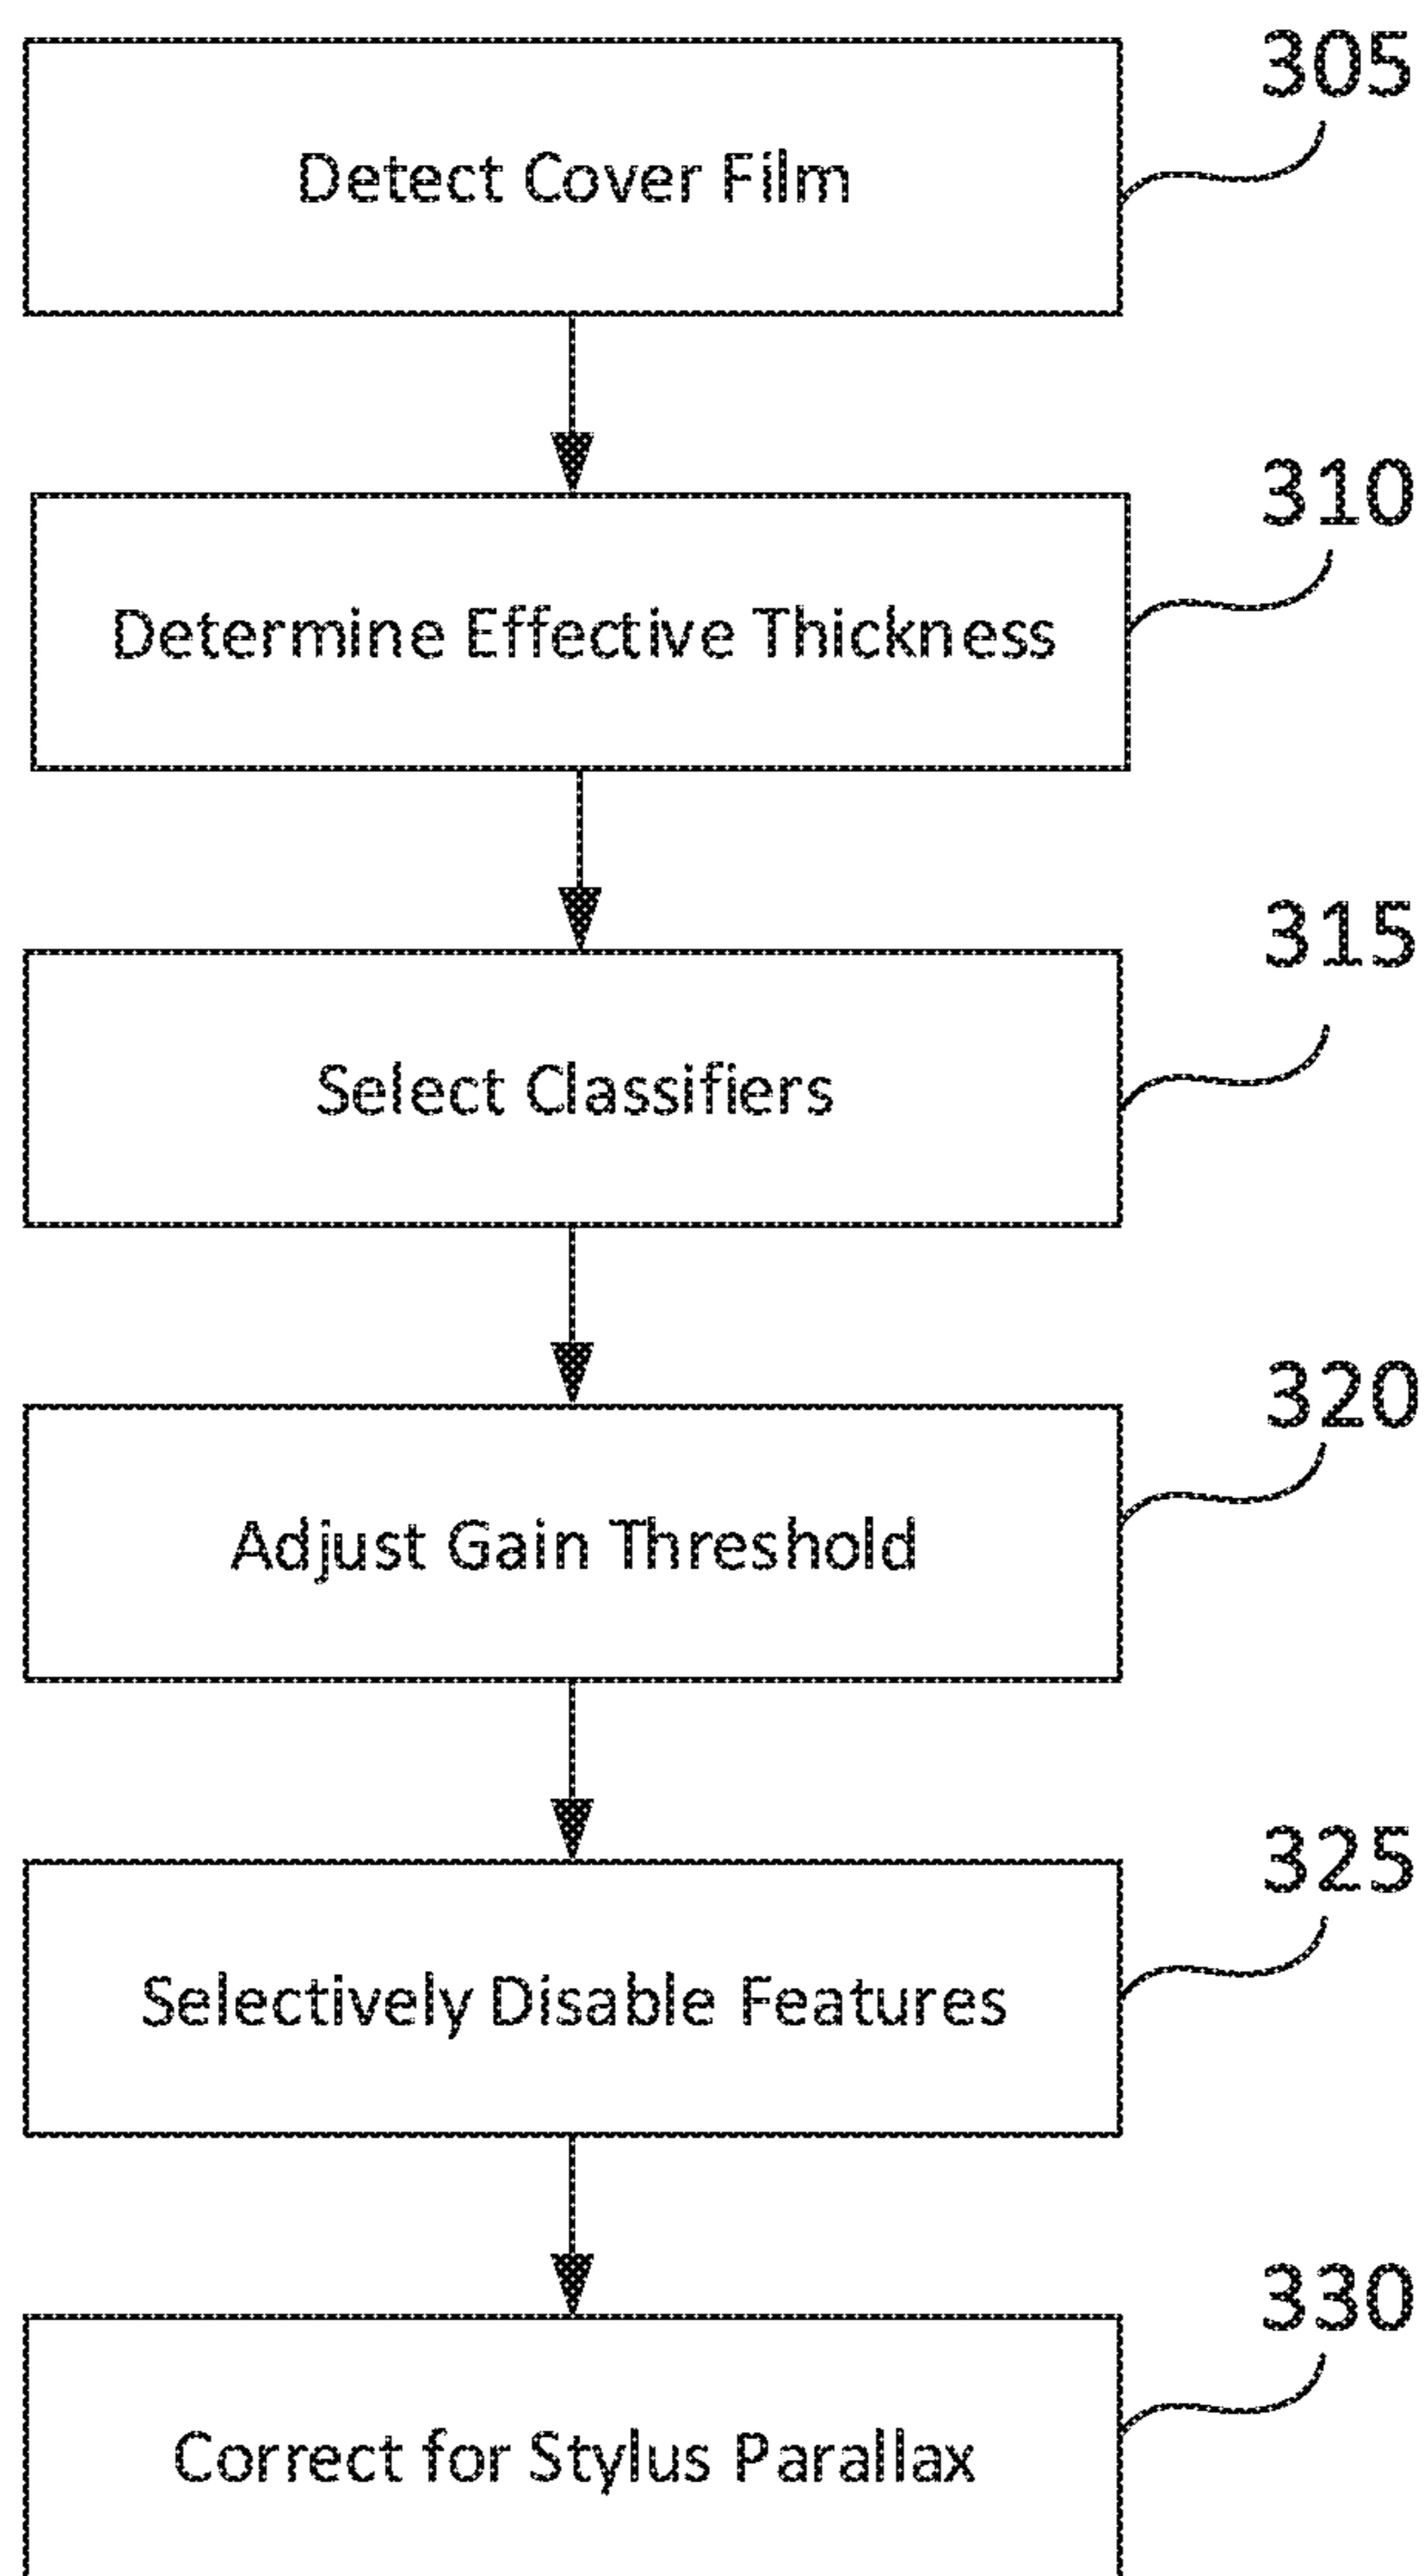 305
Detect Cover Film
310
Determine Effective Thickness
315
Select Classifiers
320
Adjust Gain Threshold
325
Selectively Disable Features
330
Correct for Stylus Parallax